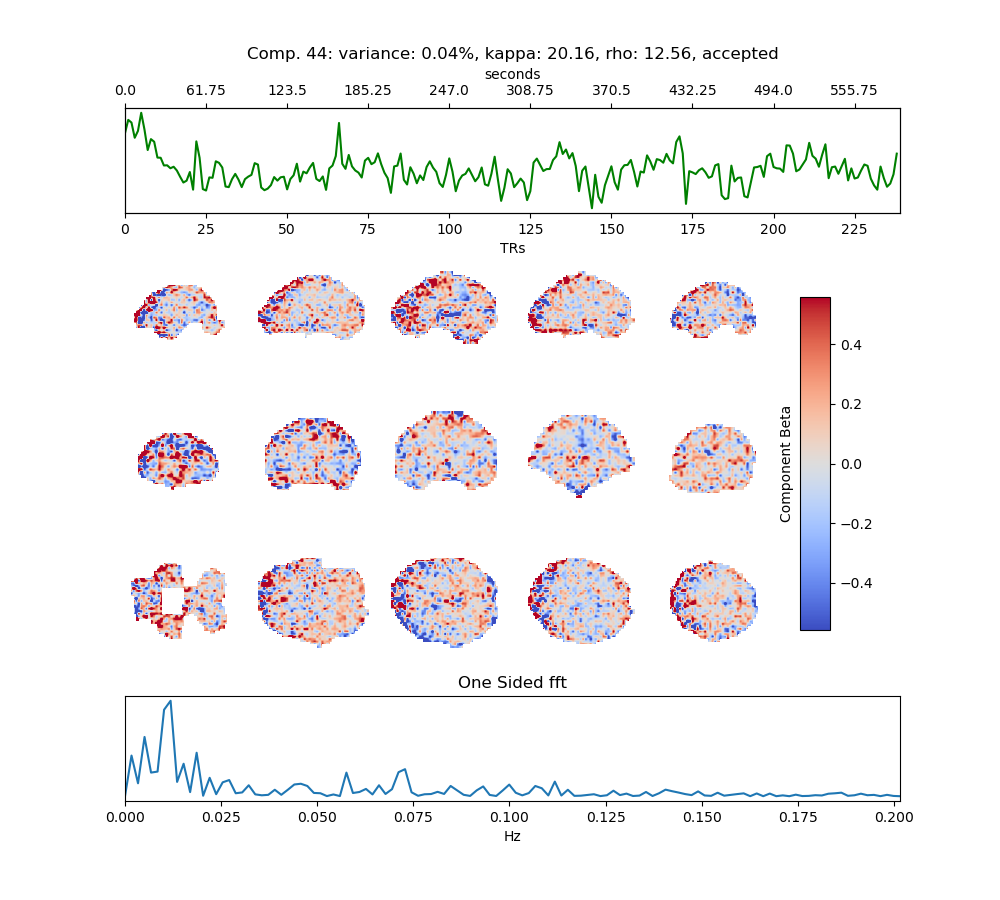 Comp. 44: variance: 0.04%, kappa: 20.16, rho: 12.56, accepted
seconds
0.0 61.75 123.5 185.25 247.0 308.75 370.5 432.25 494.0 555.75
0 25 50 75 100 125 150 175 200 225
TRs
0.4
0.2
0.0
−0.2
−0.4
Component Beta
One Sided fft
0.000 0.025 0.050 0.075 0.100 0.125 0.150 0.175 0.200
Hz